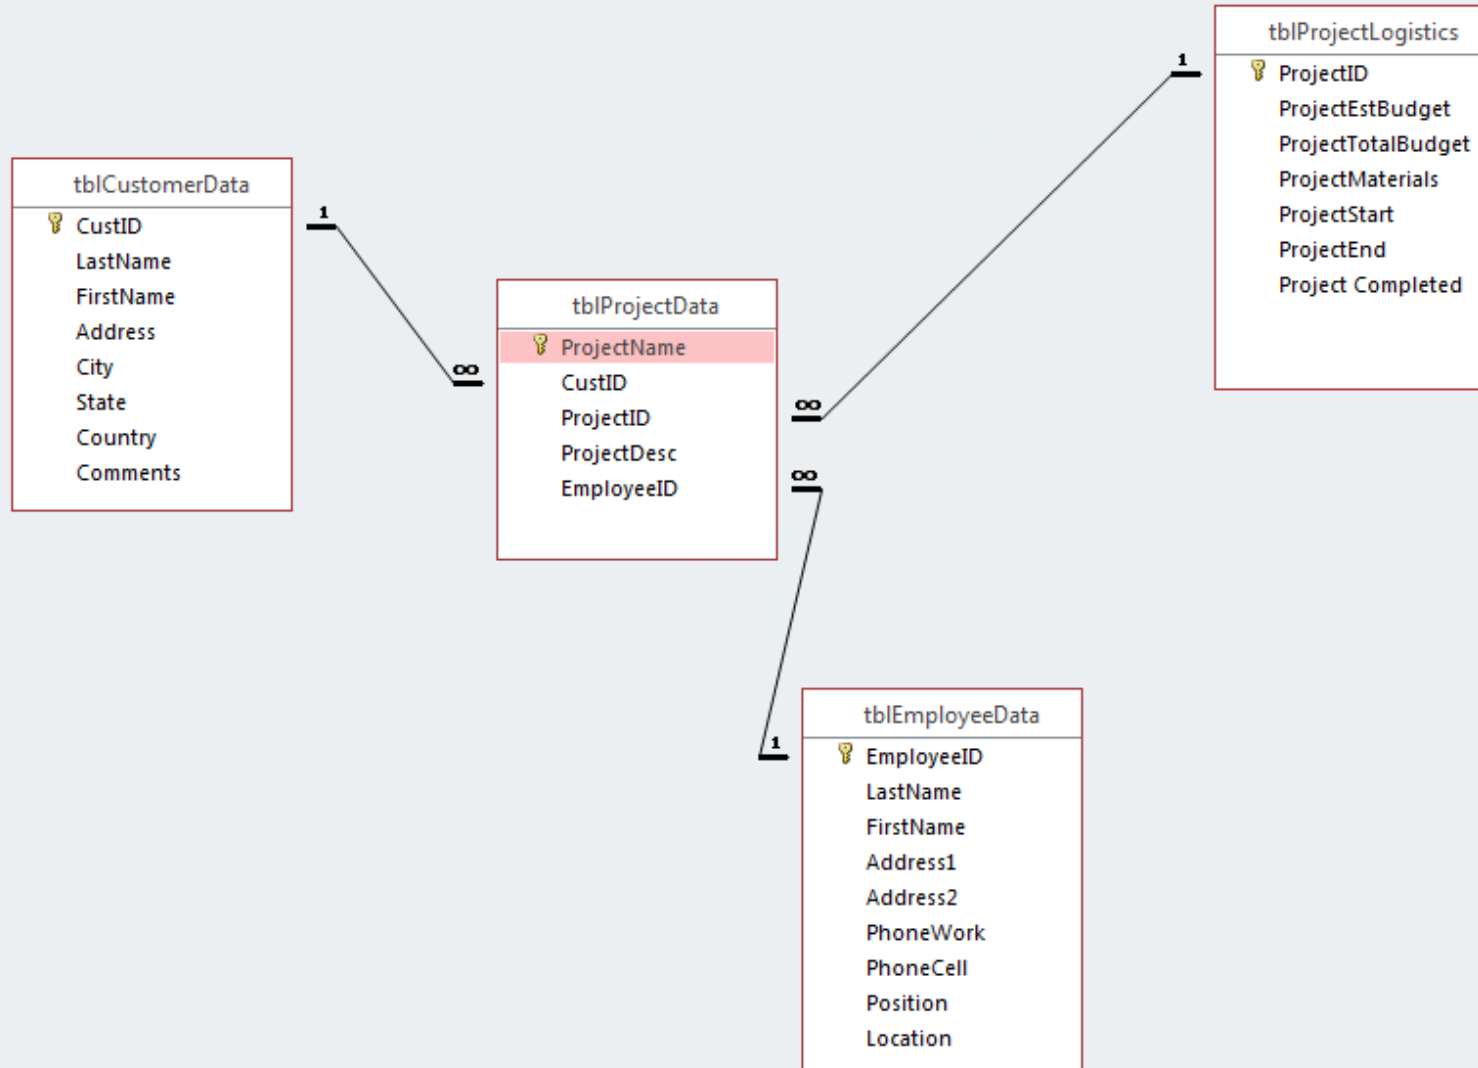 tblProjectLogistics
1
ProjectID
ProjectEstBudget
ProjectTotalBudget
ProjectMaterials
ProjectStart
ProjectEnd
Project Completed
tblCustomerData
1
CustID
LastName
FirstName
Address
City
State
Country
Comments
∞
tblProjectData
ProjectName
CustID
ProjectID
ProjectDesc
EmployeeID
∞
∞
1
tblEmployeeData
EmployeeID
LastName
FirstName
Address1
Address2
PhoneWork
PhoneCell
Position
Location